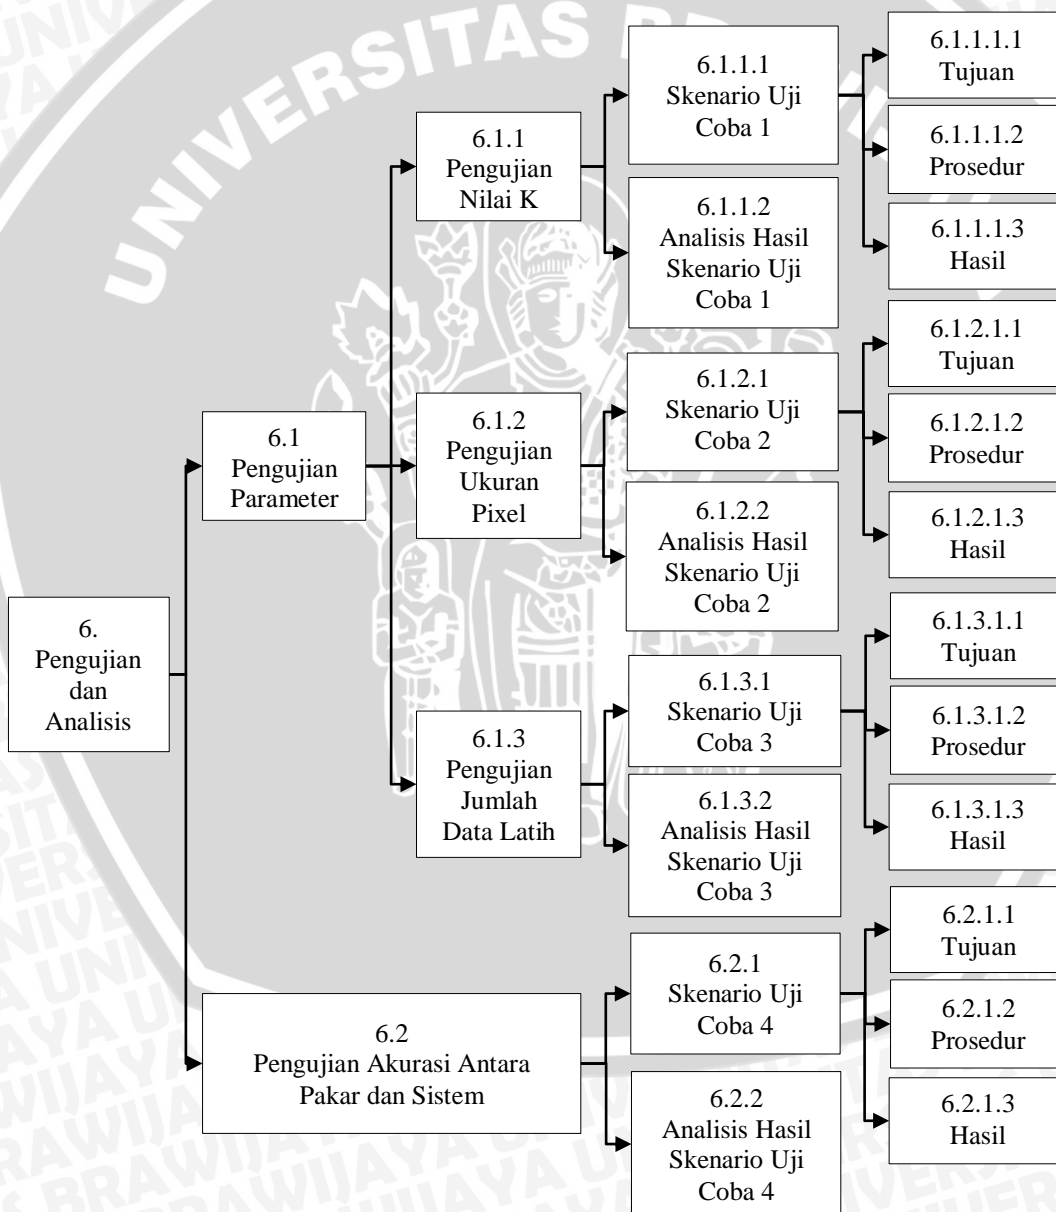 6.
Pengujian
dan
Analisis
6.1
Pengujian
Parameter
6.1.1
Pengujian
Nilai K
6.1.1.1
Skenario Uji
Coba 1
6.1.1.1.1
Tujuan
6.1.1.1.2
Prosedur
6.1.1.1.3
Hasil
6.1.1.2
Analisis Hasil
Skenario Uji
Coba 1
6.1.2
Pengujian
Ukuran
Pixel
6.1.2.1
Skenario Uji
Coba 2
6.1.2.1.1
Tujuan
6.1.2.1.2
Prosedur
6.1.2.1.3
Hasil
6.1.2.2
Analisis Hasil
Skenario Uji
Coba 2
6.1.3
Pengujian
Jumlah
Data Latih
6.1.3.1
Skenario Uji
Coba 3
6.1.3.1.1
Tujuan
6.1.3.1.2
Prosedur
6.1.3.1.3
Hasil
6.1.3.2
Analisis Hasil
Skenario Uji
Coba 3
6.2
Pengujian Akurasi Antara
Pakar dan Sistem
6.2.1
Skenario Uji
Coba 4
6.2.1.1
Tujuan
6.2.1.2
Prosedur
6.2.1.3
Hasil
6.2.2
Analisis Hasil
Skenario Uji
Coba 4
UNIVERSITAS